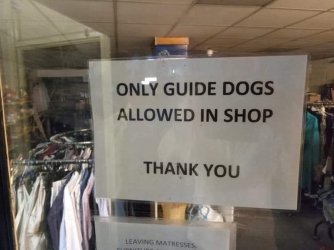 ONLY GUIDE DOGS
ALLOWED IN SHOP
THANK YOU
LEAVING MATRESSES,